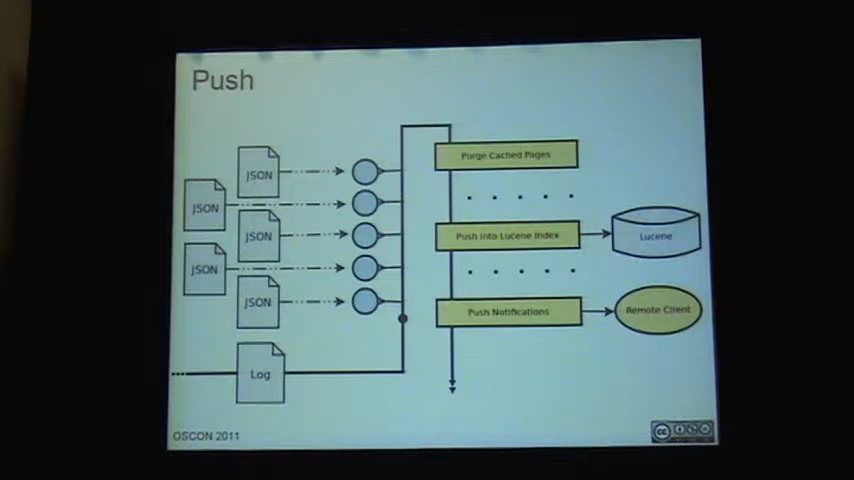 Push
JSON
Purge Cached Pages
JSON
JSON
Push into Lucene Index
Lucene
JSON
JSON
Push Notifications
Remote Client
Log
OSCON 2011
cc